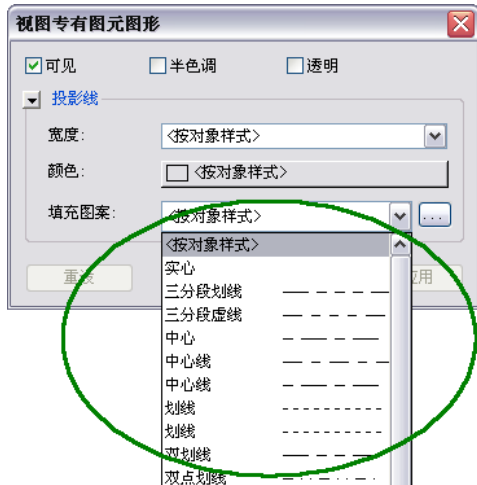 视图专有图元图形
可见 半色调 透明
投影线
宽度: <按对象样式>
颜色: <按对象样式>
填充图案: <按对象样式> ...
<按对象样式>
实心
三分段划线
三分段虚线
中心
中心线
中心线
划线
划线
双划线
双点划线